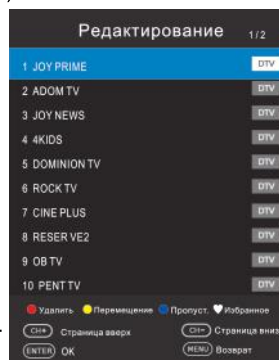 Редактирование 1/2
1 JOY PRIME DTV
2 ADOM TV DTV
3 JOY NEWS DTV
4 4KIDS DTV
5 DOMINION TV DTV
6 ROCK TV DTV
7 CINE PLUS DTV
8 RESER VE2 DTV
9 OB TV DTV
10 PENT TV DTV
Удалить Перемещение Пропуст. Избранное
CH+ Страница вверх CH- Страница вниз
ENTER OK MENU Возврат